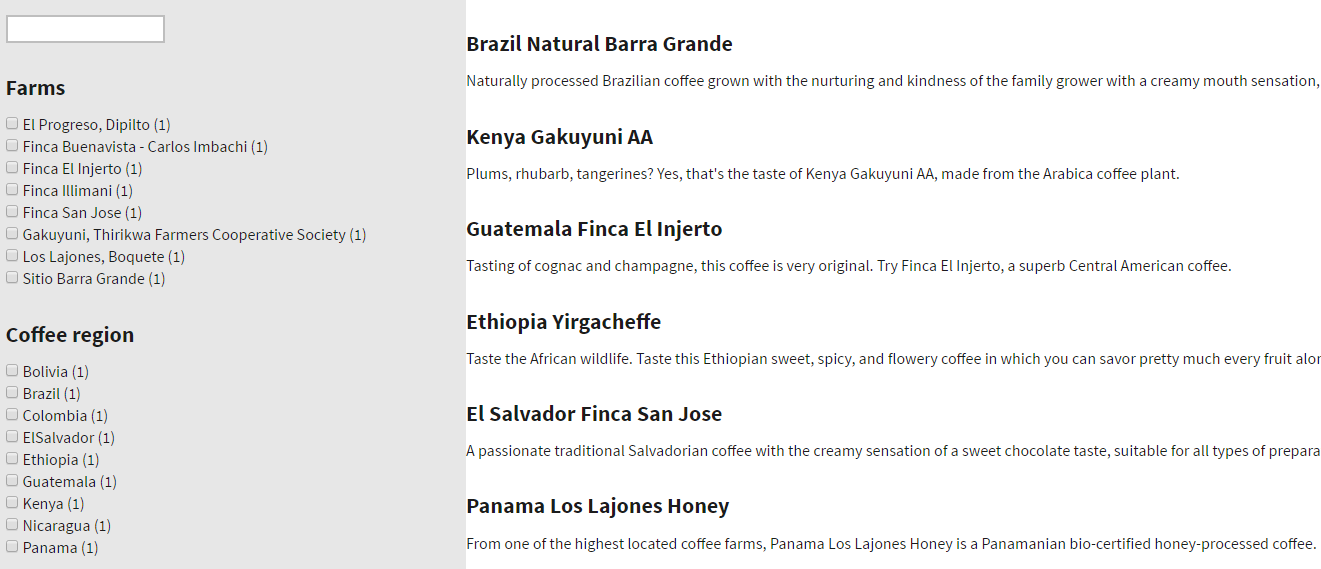 Farms
El Progreso, Dipilto (1)
Finca Buenavista - Carlos Imbachi (1)
Finca El Injerto (1)
Finca Illimani (1)
Finca San Jose (1)
Gakuyuni, Thirikwa Farmers Cooperative Society (1)
Los Lajones, Boquete (1)
Sitio Barra Grande (1)
Coffee region
Bolivia (1)
Brazil (1)
Colombia (1)
ElSalvador (1)
Ethiopia (1)
Guatemala (1)
Kenya (1)
Nicaragua (1)
Panama (1)
Brazil Natural Barra Grande
Naturally processed Brazilian coffee grown with the nurturing and kindness of the family grower with a creamy mouth sensation,
Kenya Gakuyuni AA
Plums, rhubarb, tangerines? Yes, that's the taste of Kenya Gakuyuni AA, made from the Arabica coffee plant.
Guatemala Finca El Injerto
Tasting of cognac and champagne, this coffee is very original. Try Finca El Injerto, a superb Central American coffee.
Ethiopia Yirgacheffe
Taste the African wildlife. Taste this Ethiopian sweet, spicy, and flowery coffee in which you can savor pretty much every fruit
El Salvador Finca San Jose
A passionate traditional Salvadorian coffee with the creamy sensation of a sweet chocolate taste, suitable for all types of
Panama Los Lajones Honey
From one of the highest located coffee farms, Panama Los Lajones Honey is a Panamanian bio-certified honey-processed coffee.